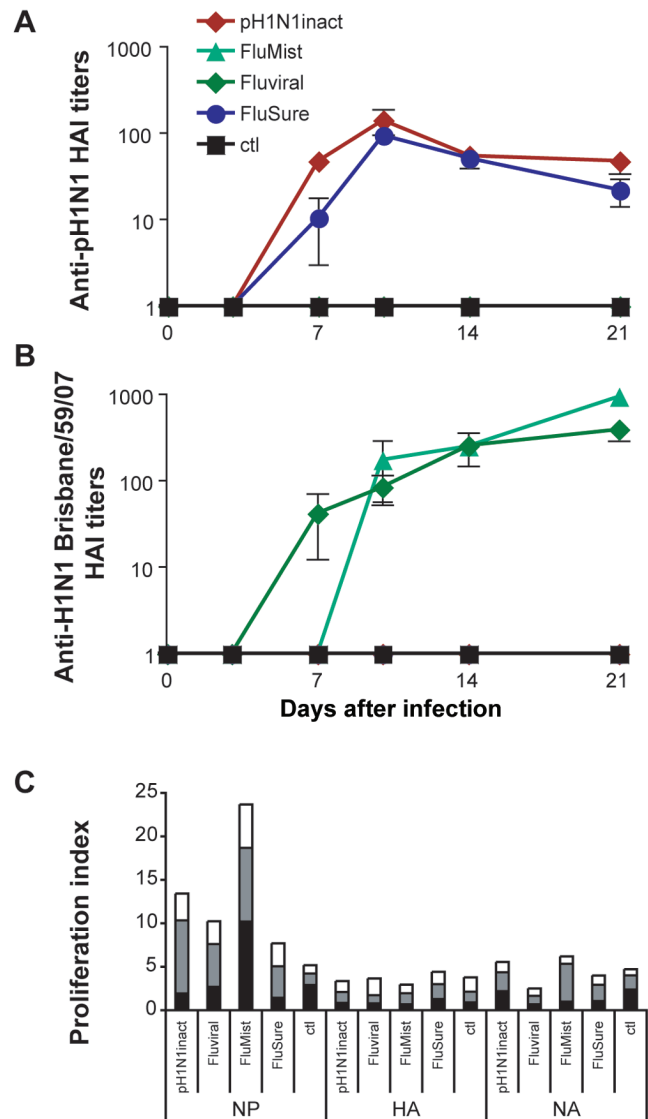 A
pH1N1inact
FluMist
Fluviral
FluSure
ctl
Anti-pH1N1 HAI titers
1000
100
10
1
0 7 14 21
B
Anti-H1N1 Brisbane/59/07
HAI titers
1000
100
10
1
0 7 14 21
Days after infection
C
Proliferation index
25
20
15
10
5
0
pH1N1inact Fluviral FluMist FluSure ctl pH1N1inact Fluviral FluMist FluSure ctl pH1N1inact Fluviral FluMist FluSure ctl
NP HA NA